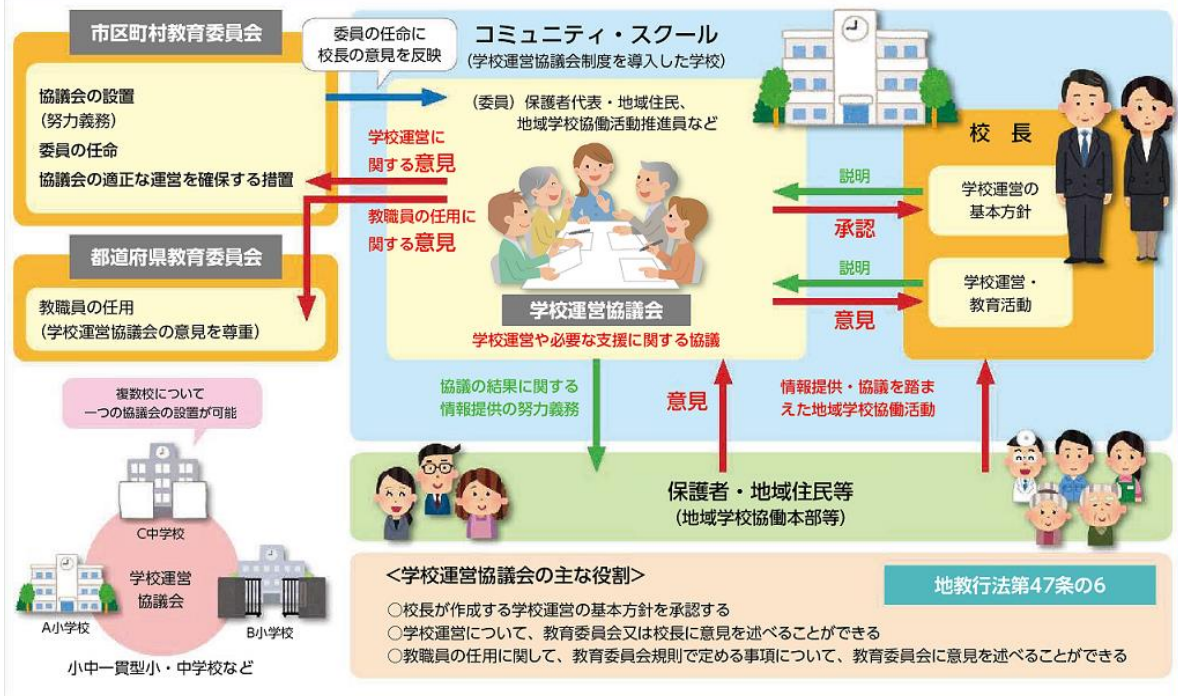 市区町村教育委員会
協議会の設置
(努力義務)
委員の任命
協議会の適正な運営を確保する措置
都道府県教育委員会
教職員の任用
(学校運営協議会の意見を尊重)
委員の任命に
校長の意見を反映
コミュニティ・スクール
(学校運営協議会制度を導入した学校)
(委員)保護者代表・地域住民、
地域学校協働活動推進員など
学校運営に
関する意見
教職員の任用に
関する意見
学校運営協議会
学校運営や必要な支援に関する協議
校長
説明
承認
学校運営の
基本方針
説明
意見
学校運営・
教育活動
協議の結果に関する
情報提供の努力義務
意見
情報提供・協議を踏ま
えた地域学校協働活動
保護者・地域住民等
(地域学校協働本部等)
複数校について
一つの協議会の設置が可能
C中学校
学校運営
協議会
A小学校
B小学校
小中一貫型小・中学校など
<学校運営協議会の主な役割>
地教行法第47条の6
○校長が作成する学校運営の基本方針を承認する
○学校運営について、教育委員会又は校長に意見を述べることができる
○教職員の任用に関して、教育委員会規則で定める事項について、教育委員会に意見を述べることができる